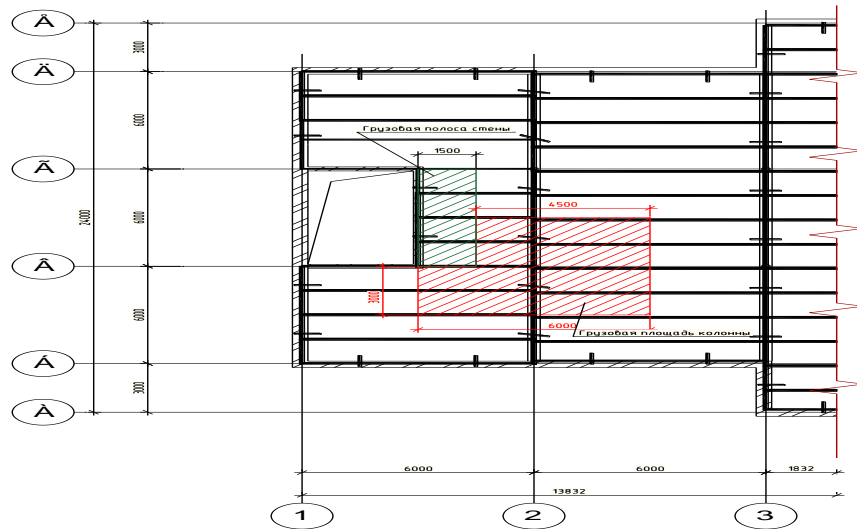 Å
3000
Ä
6000
Грузовая полоса стены
1500
Ã
4500
24000
6000
Â
3000
6000
6000
Грузовая площадь колонны
Á
3000
À
6000
6000
1832
13832
1
2
3